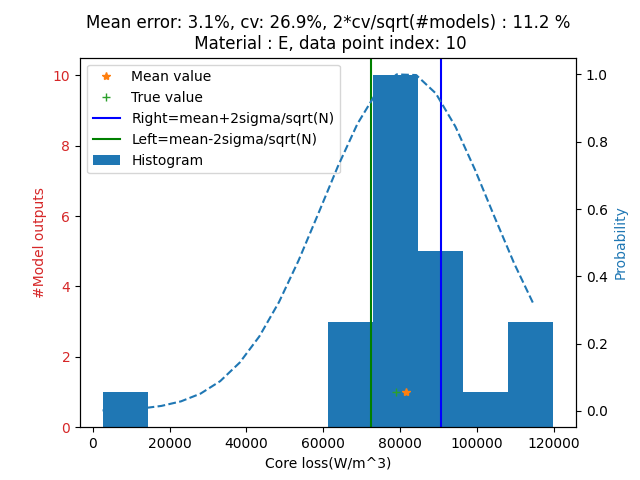 Mean error: 3.1%, cv: 26.9%, 2*cv/sqrt(#models) : 11.2 %
Material : E, data point index: 10
Mean value
True value
Right=mean+2sigma/sqrt(N)
Left=mean-2sigma/sqrt(N)
Histogram
#Model outputs
10
8
6
4
2
0
1.0
0.8
0.6
0.4
0.2
0.0
Probability
0 20000 40000 60000 80000 100000 120000
Core loss(W/m^3)